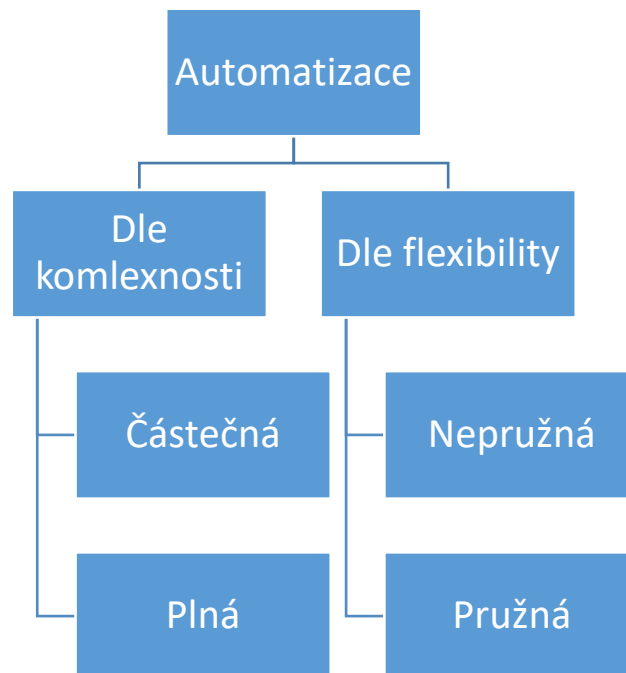 Automatizace
Dle
komlexnosti
Dle flexibility
Částečná
Nepružná
Plná
Pružná